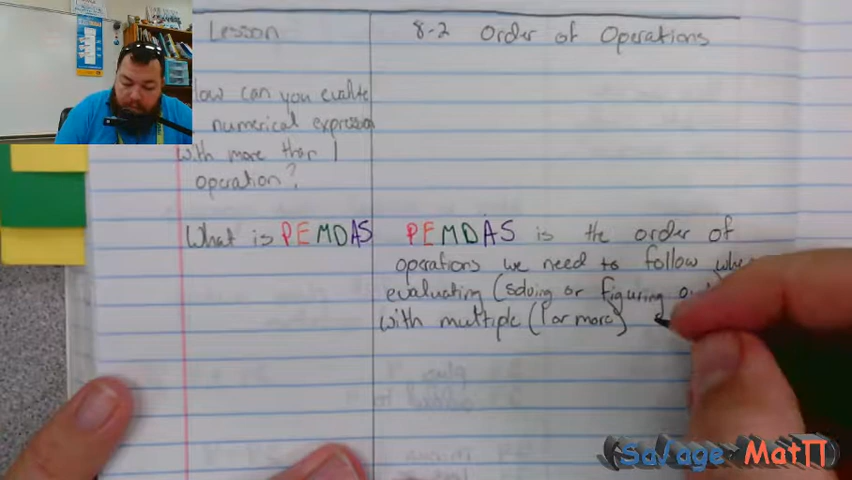 Lesson
8-2 Order of Operations
How can you evalute
numerical expression
with more than 1
operation?
What is PEMDAS
PEMDAS is the order of
operations we need to follow
evaluating (solving or figuring
with multiple (1 or more)
Savage MatΠ